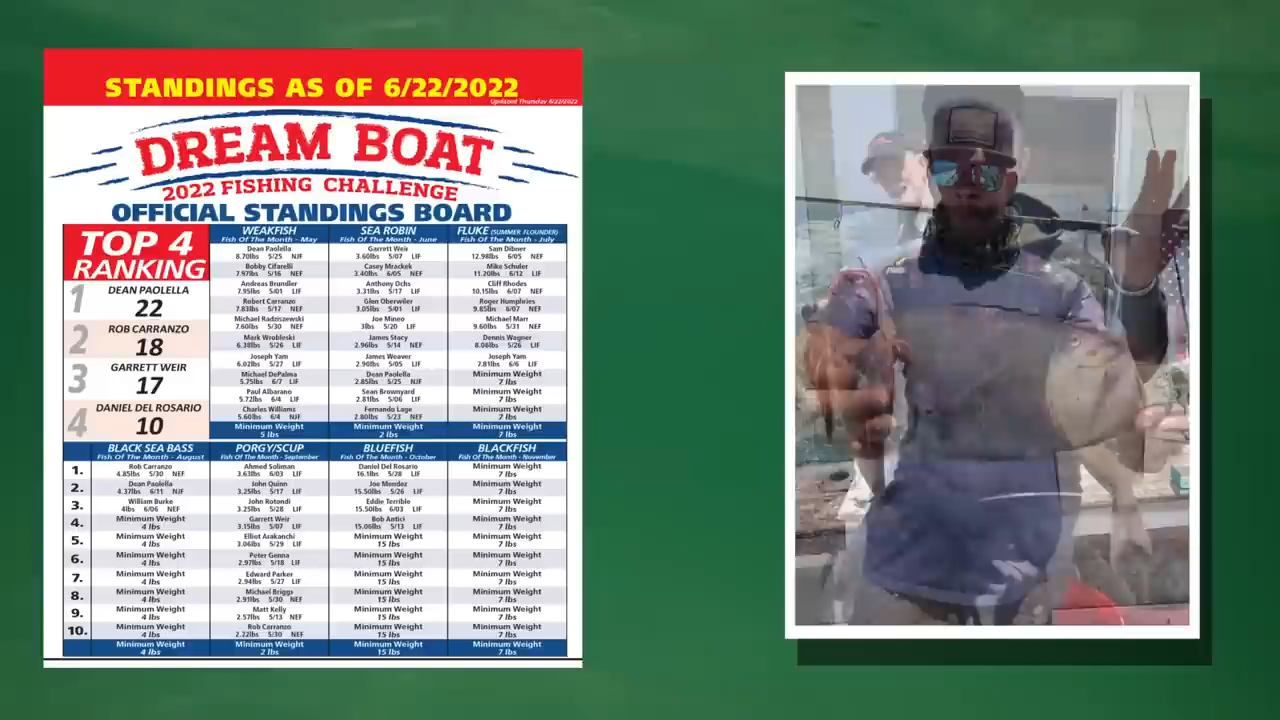 STANDINGS AS OF 6/22/2022
Updated Thursday 6/22/2022
DREAM BOAT
2022 FISHING CHALLENGE
OFFICIAL STANDINGS BOARD
TOP 4
RANKING
1 DEAN PAOLELLA
22
2 ROB CARRANZO
18
3 GARRETT WEIR
17
4 DANIEL DEL ROSARIO
10
WEAKFISH
Fish Of The Month - May
Dean Paolella
8.70lbs 5/25 NJF
Bobby Cifarelli
7.97lbs 5/16 NEF
Andreas Brundler
7.95lbs 5/01 LIF
Robert Carranzo
7.83lbs 5/17 NEF
Michael Radziszewski
7.60lbs 5/30 NEF
Mark Wrobleski
6.38lbs 5/26 LIF
Joseph Yam
6.02lbs 5/27 LIF
Michael DePalma
5.75lbs 6/7 LIF
Paul Albarano
5.72lbs 6/4 LIF
Charles Williams
5.60lbs 6/4 NJF
Minimum Weight
5 lbs
SEA ROBIN
Fish Of The Month - June
Garrett Weir
3.60lbs 5/07 LIF
Casey Mrackek
3.40lbs 6/05 NEF
Anthony Ochs
3.31lbs 5/17 LIF
Glen Oberwiler
3.05lbs 5/01 LIF
Joe Mineo
3lbs 5/20 LIF
James Stacy
2.96lbs 5/14 NEF
James Weaver
2.90lbs 5/05 LIF
Dean Paolella
2.85lbs 5/25 NJF
Sean Brownyard
2.81lbs 5/06 LIF
Fernando Lage
2.80lbs 5/23 NEF
Minimum Weight
2 lbs
FLUKE (SUMMER FLOUNDER)
Fish Of The Month - July
Sam Dibner
12.98lbs 6/05 NEF
Mike Schuler
11.20lbs 6/12 LIF
Cliff Rhodes
10.15lbs 6/07 NEF
Roger Humphries
9.85lbs 6/07 NEF
Michael Marr
9.60lbs 5/31 NEF
Dennis Wagner
8.08lbs 5/26 LIF
Joseph Yam
7.81lbs 6/6 LIF
Minimum Weight
7 lbs
Minimum Weight
7 lbs
Minimum Weight
7 lbs
Minimum Weight
7 lbs
1.
2.
3.
4.
5.
6.
7.
8.
9.
10.
BLACK SEA BASS
Fish Of The Month - August
Rob Carranzo
4.85lbs 5/30 NEF
Dean Paolella
4.37lbs 6/11 NJF
William Burke
4lbs 6/06 NEF
Minimum Weight
4 lbs
Minimum Weight
4 lbs
Minimum Weight
4 lbs
Minimum Weight
4 lbs
Minimum Weight
4 lbs
Minimum Weight
4 lbs
Minimum Weight
4 lbs
Minimum Weight
4 lbs
PORGY/SCUP
Fish Of The Month - September
Ahmed Soliman
3.63lbs 6/03 LIF
John Quinn
3.25lbs 5/17 LIF
John Rotondi
3.25lbs 5/28 LIF
Garrett Weir
3.15lbs 5/07 LIF
Elliot Arakanchi
3.06lbs 5/29 LIF
Peter Genna
2.97lbs 5/18 LIF
Edward Parker
2.94lbs 5/27 LIF
Michael Briggs
2.91lbs 5/30 NEF
Matt Kelly
2.57lbs 5/13 NEF
Rob Carranzo
2.22lbs 5/30 NEF
Minimum Weight
2 lbs
BLUEFISH
Fish Of The Month - October
Daniel Del Rosario
16.1lbs 5/28 LIF
Joe Mendez
15.50lbs 5/26 LIF
Eddie Terrible
15.50lbs 6/03 LIF
Bob Antici
15.06lbs 5/13 LIF
Minimum Weight
15 lbs
Minimum Weight
15 lbs
Minimum Weight
15 lbs
Minimum Weight
15 lbs
Minimum Weight
15 lbs
Minimum Weight
15 lbs
Minimum Weight
15 lbs
BLACKFISH
Fish Of The Month - November
Minimum Weight
7 lbs
Minimum Weight
7 lbs
Minimum Weight
7 lbs
Minimum Weight
7 lbs
Minimum Weight
7 lbs
Minimum Weight
7 lbs
Minimum Weight
7 lbs
Minimum Weight
7 lbs
Minimum Weight
7 lbs
Minimum Weight
7 lbs
Minimum Weight
7 lbs